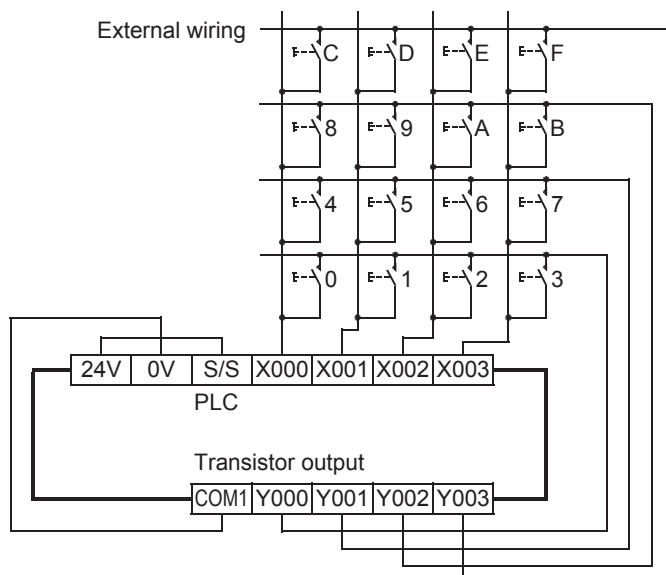 External wiring
C D E F
8 9 A B
4 5 6 7
0 1 2 3
24V 0V S/S X000 X001 X002 X003
PLC
Transistor output
COM1 Y000 Y001 Y002 Y003